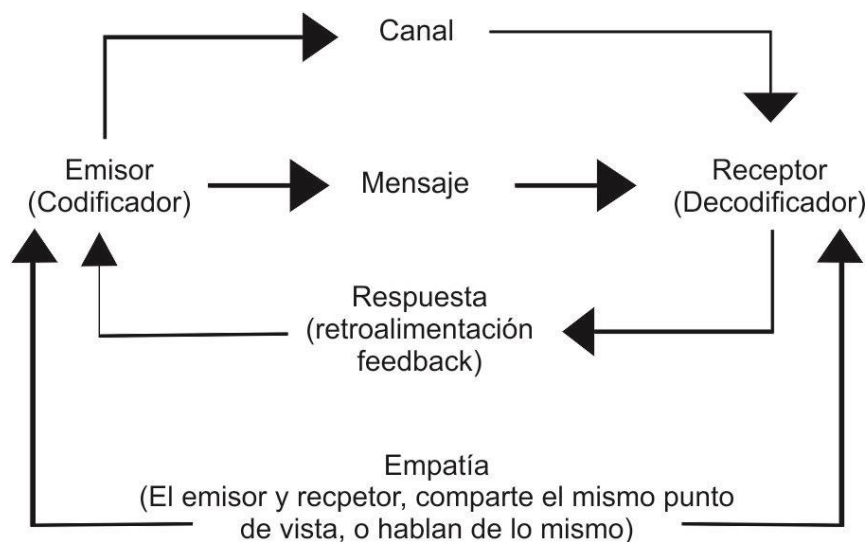 Canal
Emisor
(Codificador)
Mensaje
Receptor
(Decodificador)
Respuesta
(retroalimentación
feedback)
Empatía
(El emisor y recpetor, comparte el mismo punto
de vista, o hablan de lo mismo)